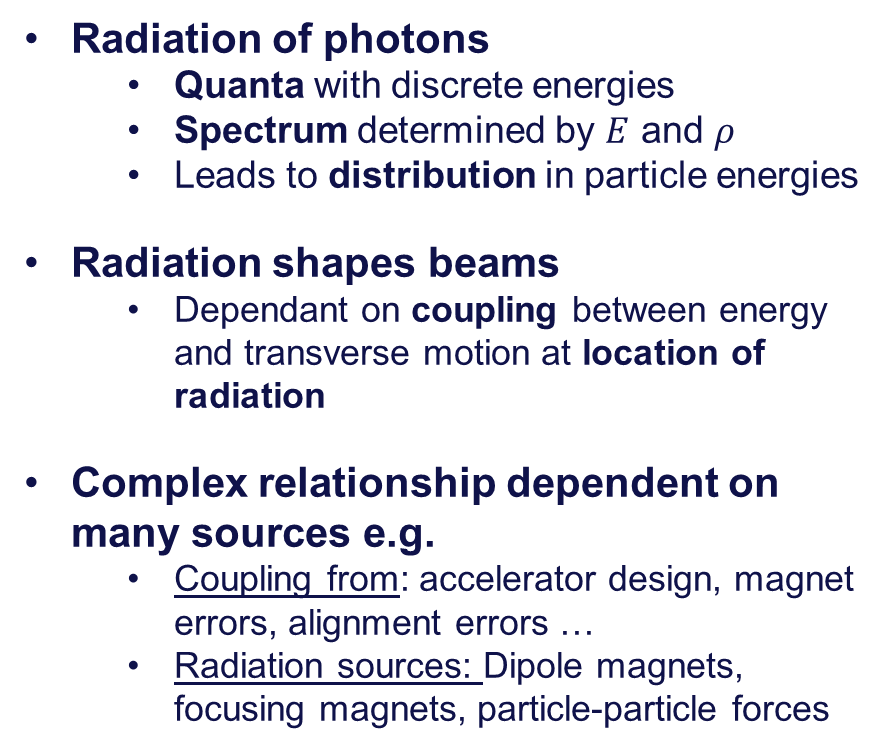 • Radiation of photons
• Quanta with discrete energies
• Spectrum determined by E and ρ
• Leads to distribution in particle energies
• Radiation shapes beams
• Dependant on coupling between energy
and transverse motion at location of
radiation
• Complex relationship dependent on
many sources e.g.
• Coupling from: accelerator design, magnet
errors, alignment errors …
• Radiation sources: Dipole magnets,
focusing magnets, particle-particle forces